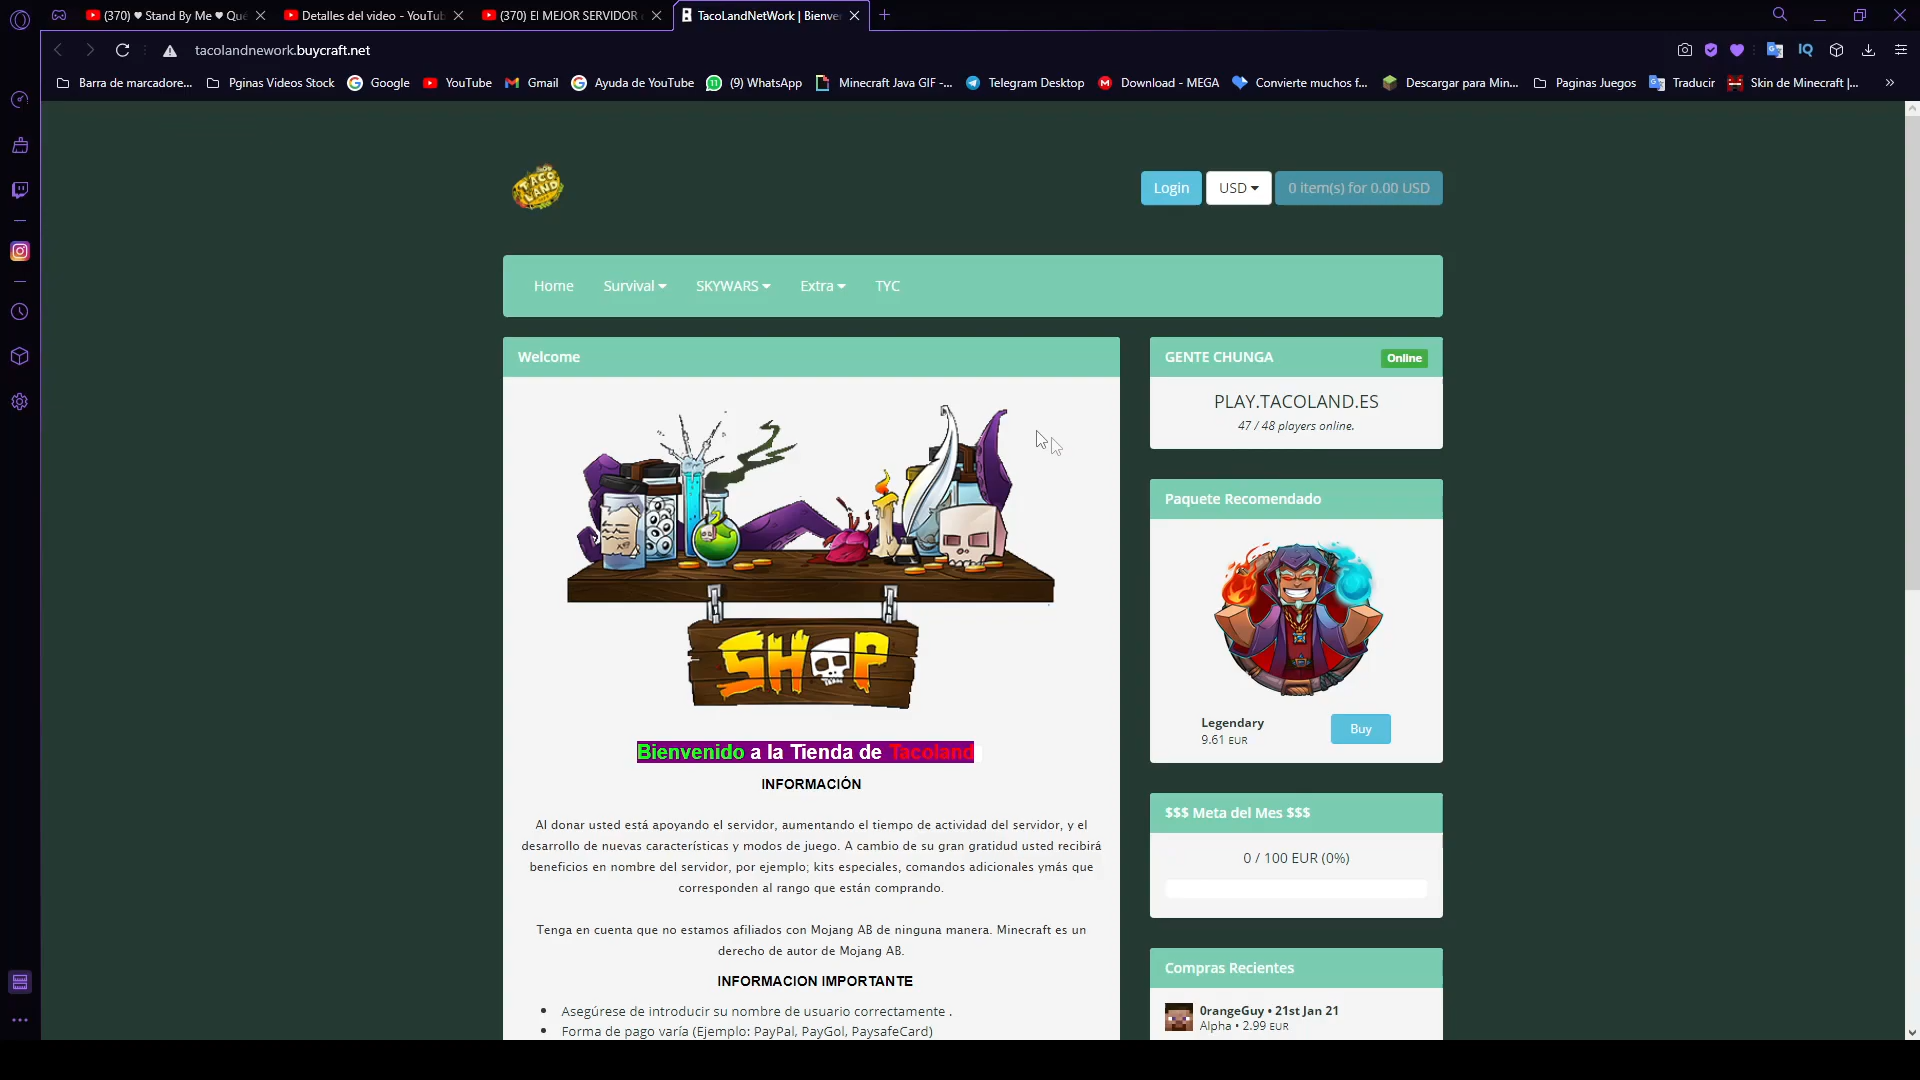 (370) ♥ Stand By Me ♥ Qué
Detalles del video - YouTub
(370) El MEJOR SERVIDOR
TacoLandNetWork | Bienve
tacolandnework.buycraft.net
Barra de marcadore...
Pginas Videos Stock
Google
YouTube
Gmail
Ayuda de YouTube
(9) WhatsApp
Minecraft Java GIF -...
Telegram Desktop
Download - MEGA
Convierte muchos f...
Descargar para Min...
Paginas Juegos
Traducir
Skin de Minecraft |...
TACO LAND
Login
USD
0 item(s) for 0.00 USD
Home
Survival
SKYWARS
Extra
TYC
Welcome
SHOP
Bienvenido a la Tienda de Tacoland
INFORMACIÓN
Al donar usted está apoyando el servidor, aumentando el tiempo de actividad del servidor, y el
desarrollo de nuevas características y modos de juego. A cambio de su gran gratitud usted recibirá
beneficios en nombre del servidor, por ejemplo; kits especiales, comandos adicionales ymás que
corresponden al rango que están comprando.
Tenga en cuenta que no estamos afiliados con Mojang AB de ninguna manera. Minecraft es un
derecho de autor de Mojang AB.
INFORMACION IMPORTANTE
• Asegúrese de introducir su nombre de usuario correctamente .
• Forma de pago varía (Ejemplo: PayPal, PayGol, PaysafeCard)
GENTE CHUNGA
Online
PLAY.TACOLAND.ES
47 / 48 players online.
Paquete Recomendado
Legendary
9.61 EUR
Buy
$$$ Meta del Mes $$$
0 / 100 EUR (0%)
Compras Recientes
0rangeGuy • 21st Jan 21
Alpha • 2.99 EUR